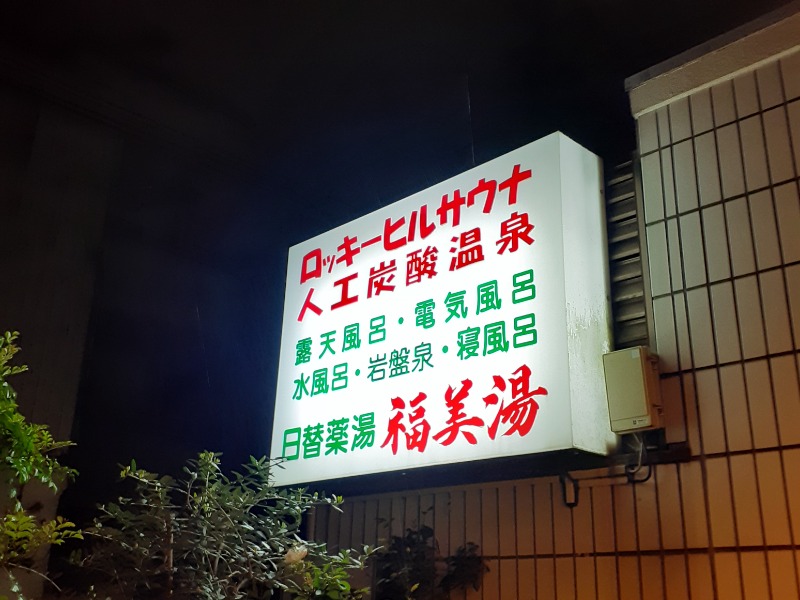 ロッキーヒルサウナ
人工炭酸温泉
露天風呂・電気風呂
水風呂・岩盤泉・寝風呂
日替薬湯 福美湯